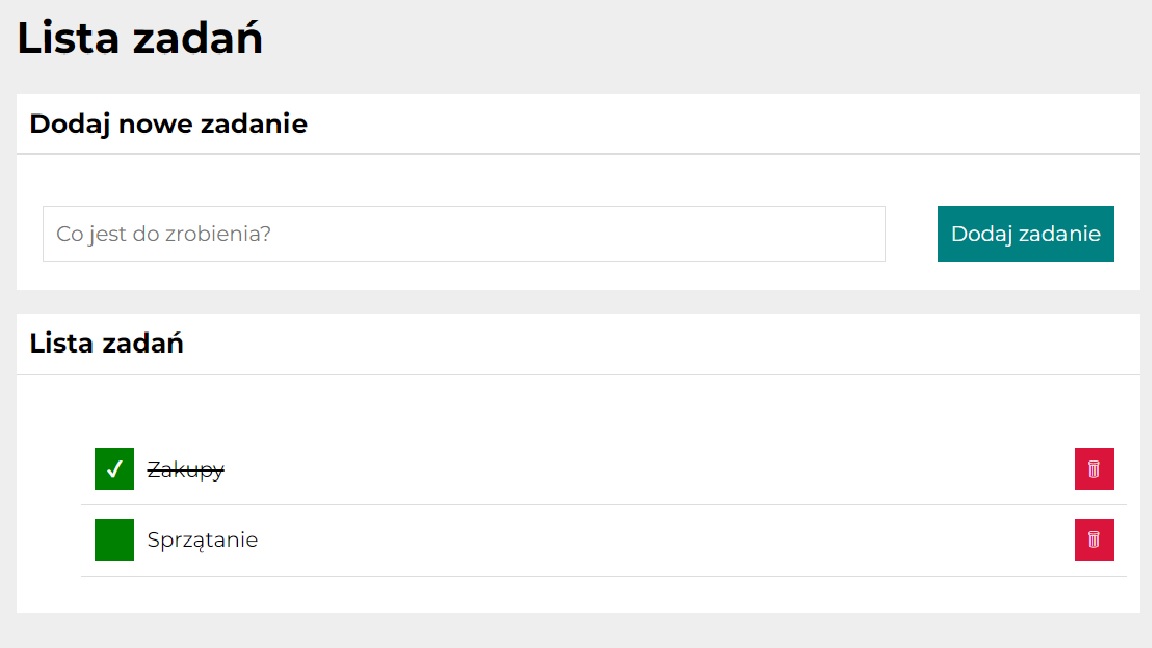 Lista zadań
Dodaj nowe zadanie
Co jest do zrobienia?
Dodaj zadanie
Lista zadań
Zakupy
Sprzątanie